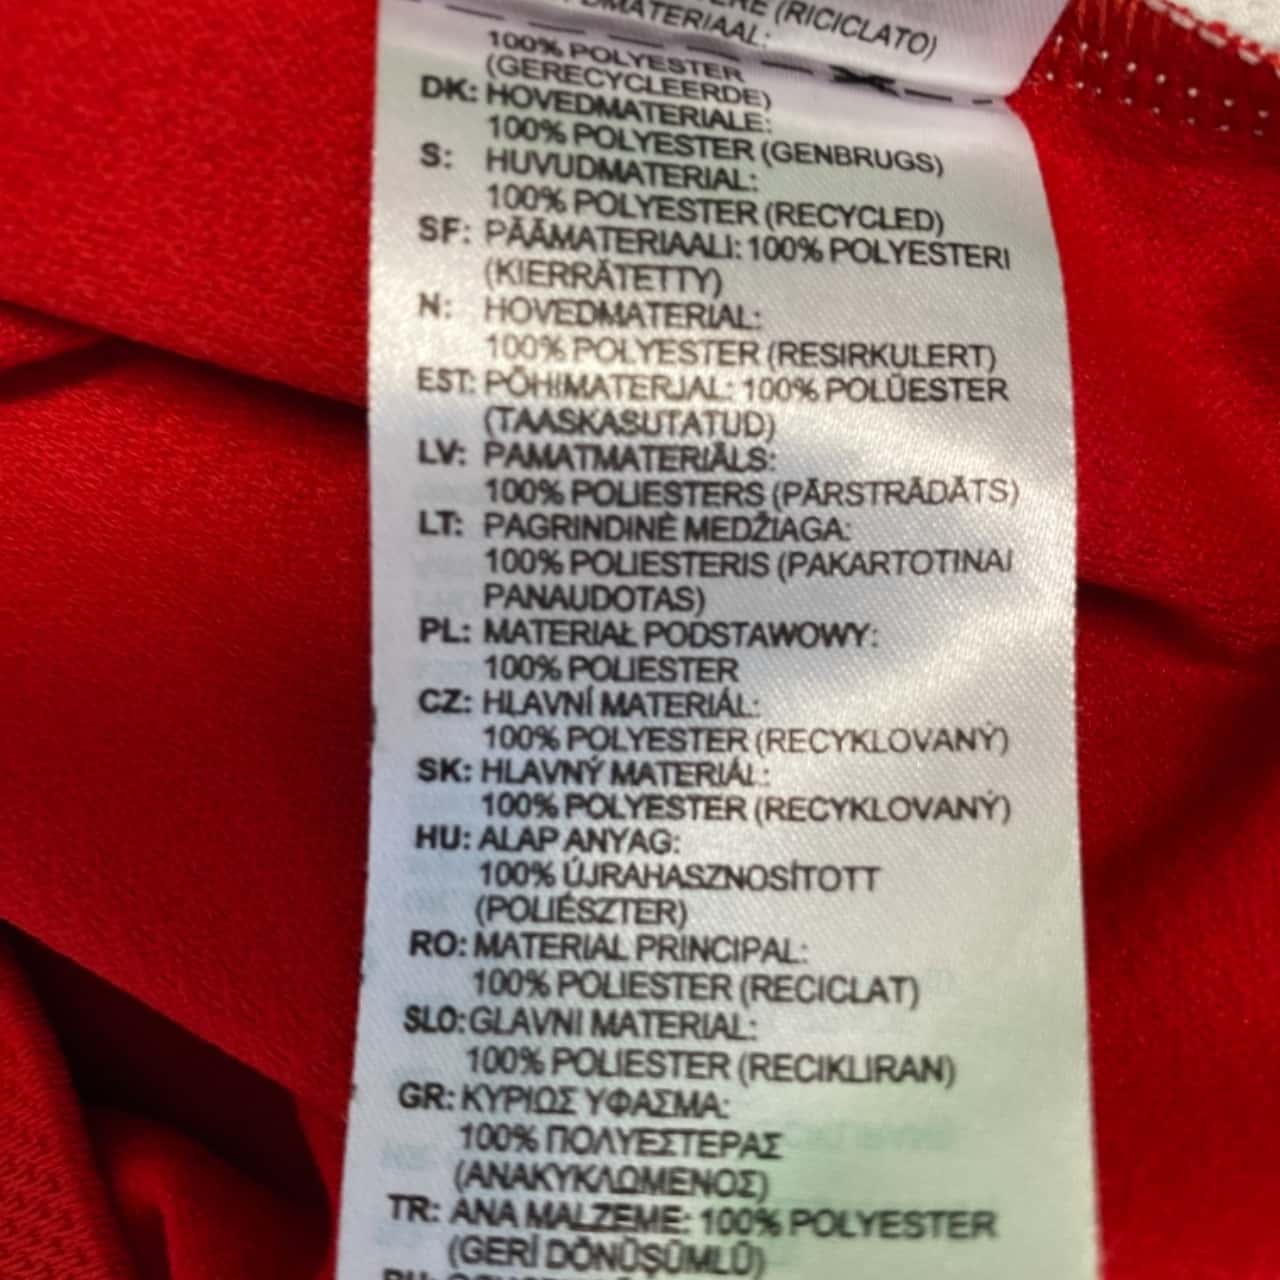 (RICICLATO)
100% POLYESTER
(GERECYCLEERDE)
DK: HOVEDMATERIALE:
100% POLYESTER (GENBRUGS)
S: HUVUDMATERIAL:
100% POLYESTER (RECYCLED)
SF: PÄÄMATERIAALI: 100% POLYESTERI
(KIERRÄTETTY)
N: HOVEDMATERIAL:
100% POLYESTER (RESIRKULERT)
EST: PÕHIMATERJAL: 100% POLÜESTER
(TAASKASUTATUD)
LV: PAMATMATERIĀLS:
100% POLIESTERS (PĀRSTRĀDĀTS)
LT: PAGRINDINĖ MEDŽIAGA:
100% POLIESTERIS (PAKARTOTINAI
PANAUDOTAS)
PL: MATERIAŁ PODSTAWOWY:
100% POLIESTER
CZ: HLAVNÍ MATERIÁL:
100% POLYESTER (RECYKLOVANÝ)
SK: HLAVNÝ MATERIÁL:
100% POLYESTER (RECYKLOVANÝ)
HU: ALAP ANYAG:
100% ÚJRAHASZNOSÍTOTT
(POLIÉSZTER)
RO: MATERIAL PRINCIPAL:
100% POLIESTER (RECICLAT)
SLO: GLAVNI MATERIAL:
100% POLIESTER (RECIKLIRAN)
GR: ΚΥΡΙΩΣ ΥΦΑΣΜΑ:
100% ΠΟΛΥΕΣΤΕΡΑΣ
(ΑΝΑΚΥΚΛΩΜΕΝΟΣ)
TR: ANA MALZEME: 100% POLYESTER
(GERİ DÖNÜŞÜMLÜ)